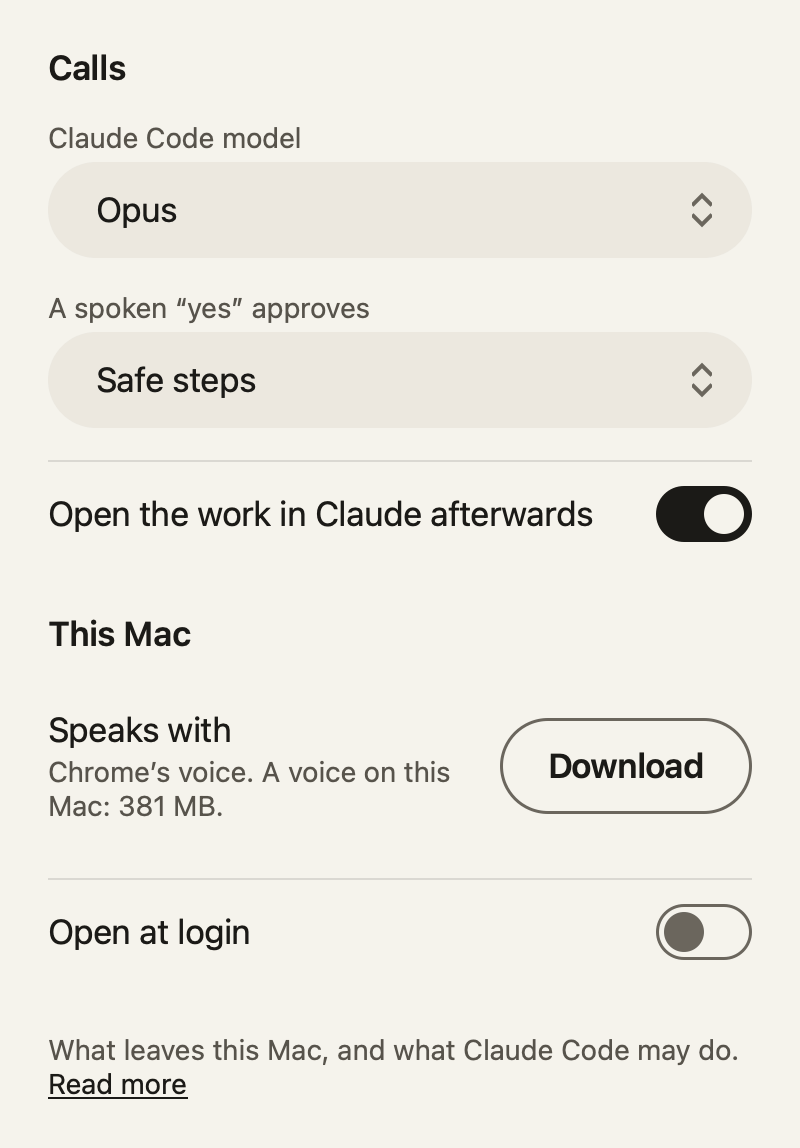 Calls
Claude Code model
Opus
A spoken “yes” approves
Safe steps
Open the work in Claude afterwards
This Mac
Speaks with
Chrome’s voice. A voice on this
Mac: 381 MB.
Download
Open at login
What leaves this Mac, and what Claude Code may do.
Read more